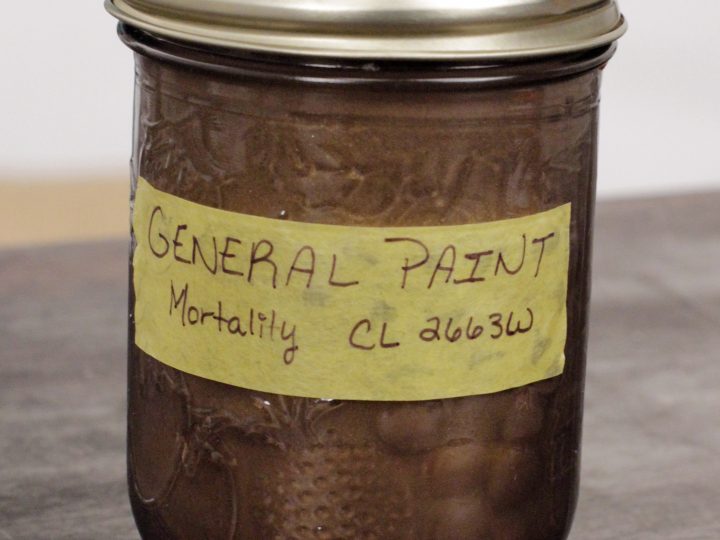 GENERAL PAINT
Mortality CL 2663W